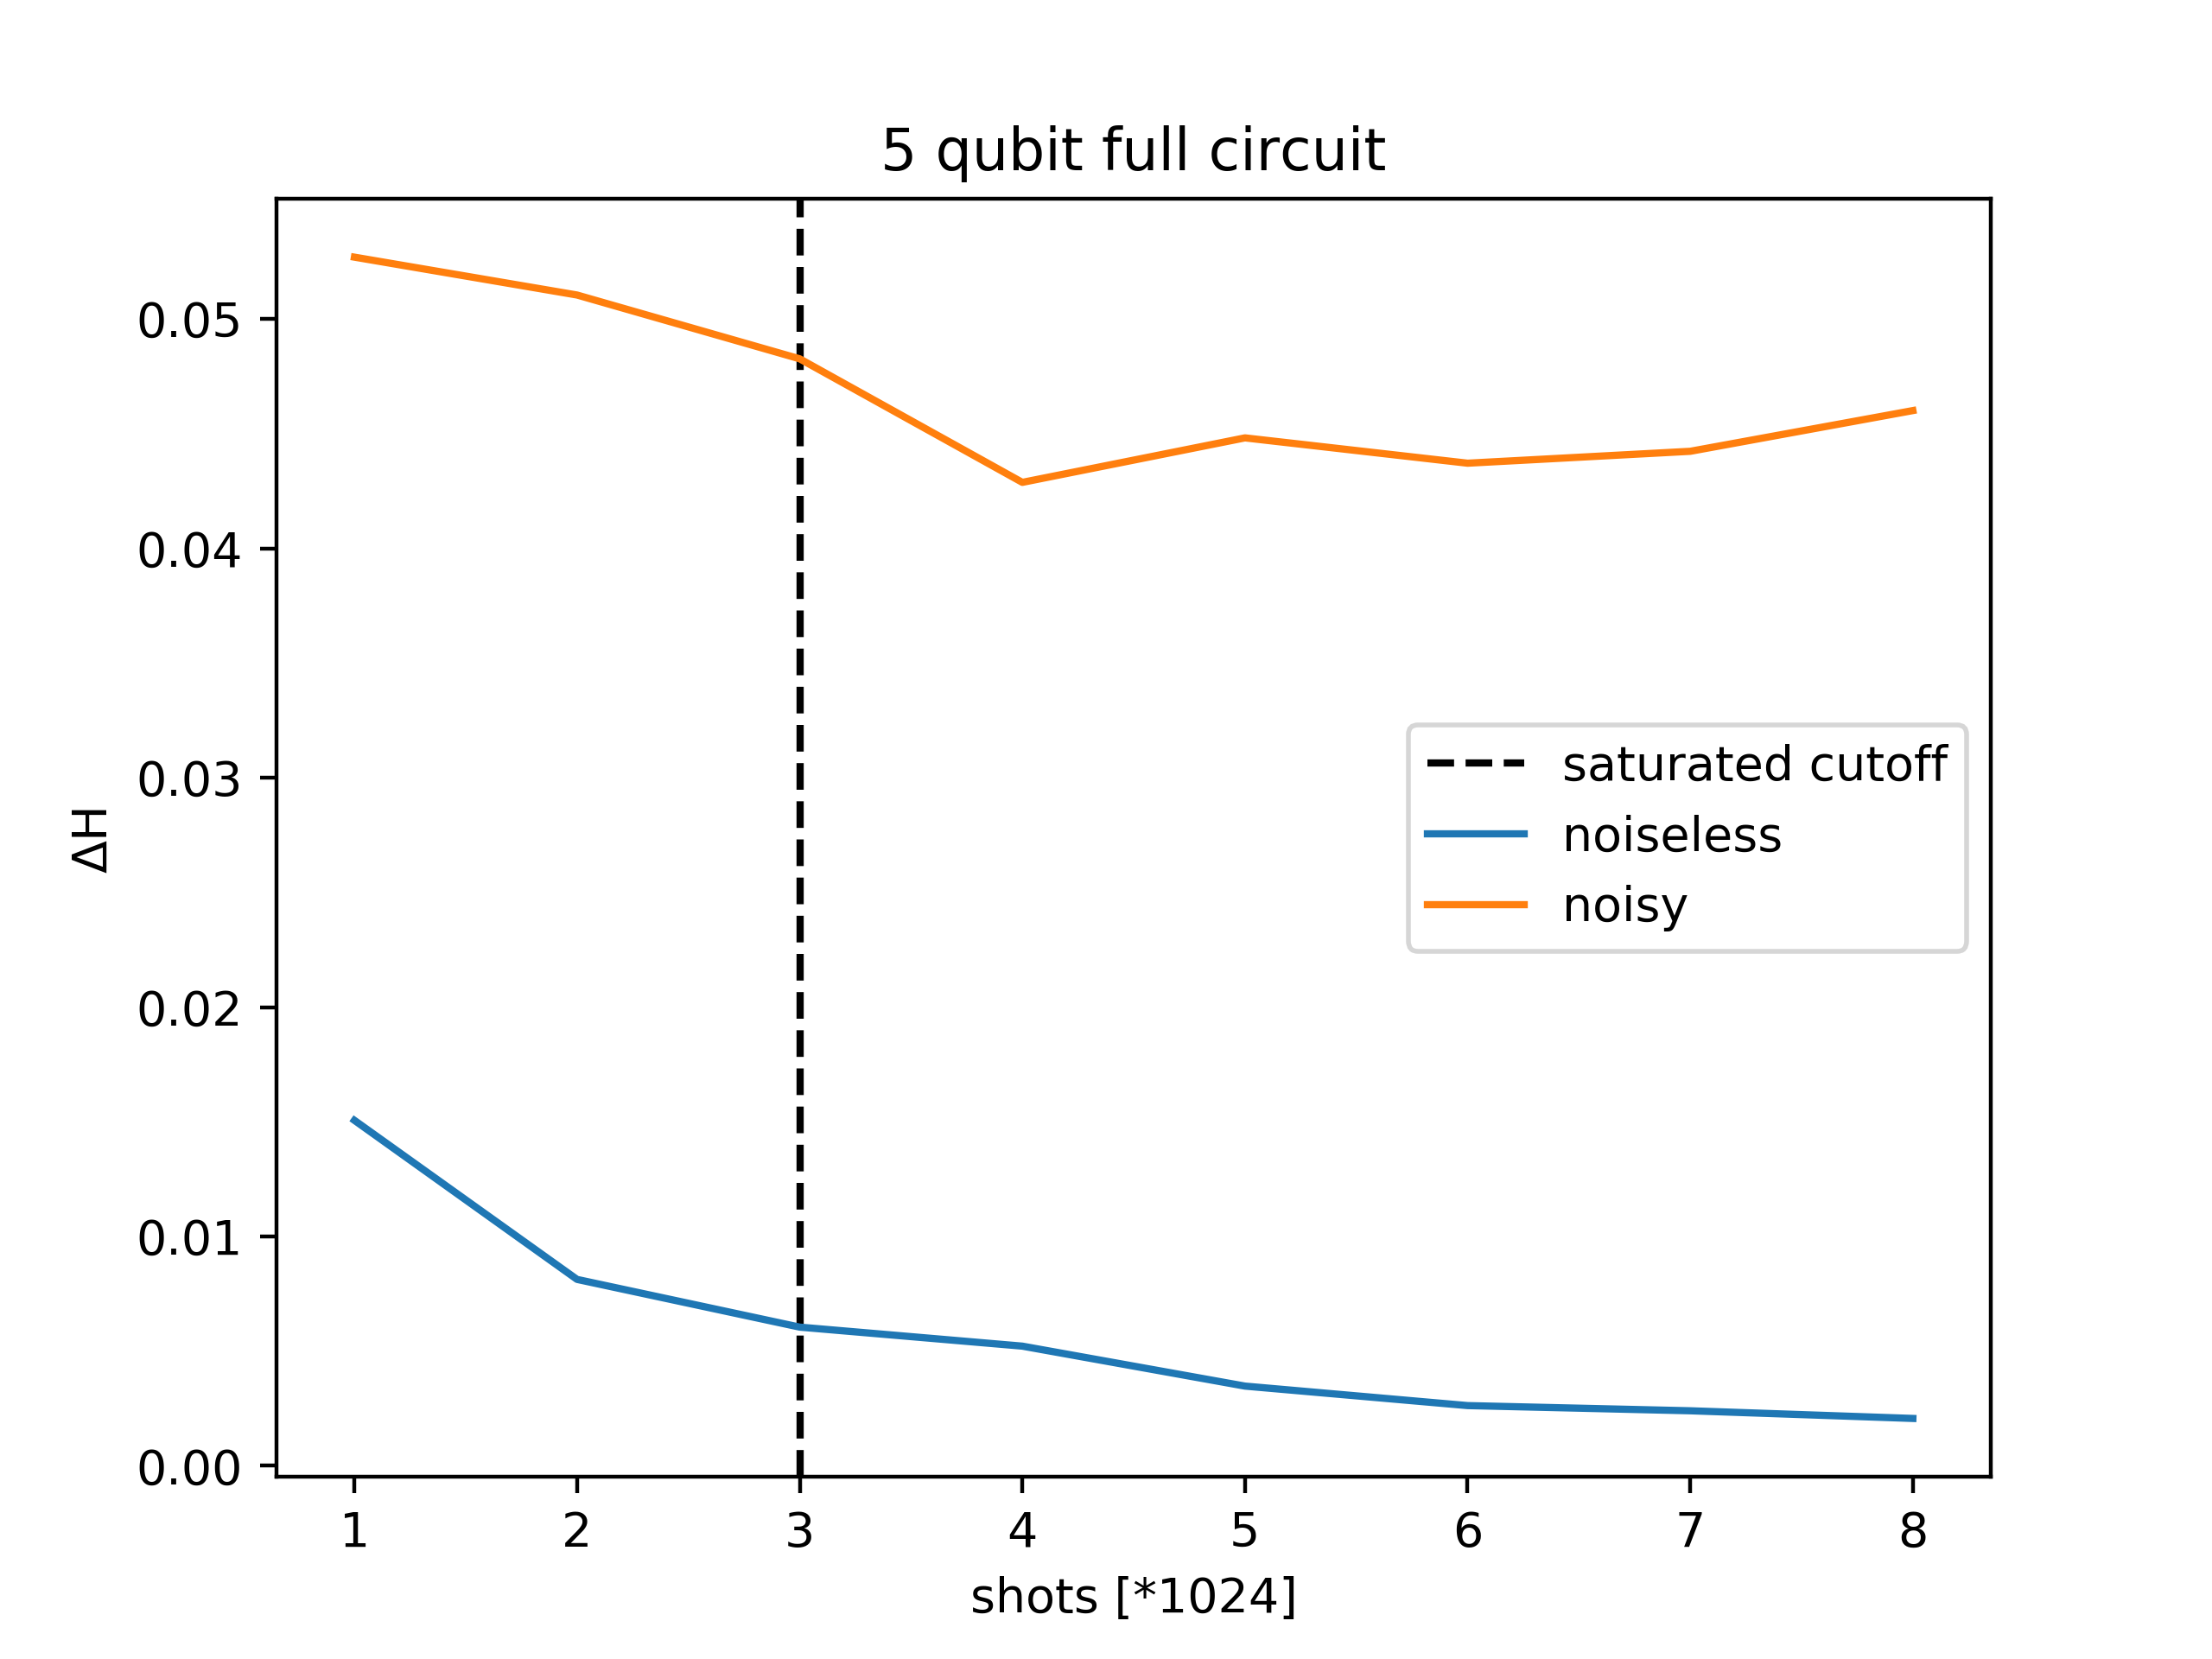 5 qubit full circuit
0.05
0.04
0.03
0.02
0.01
0.00
ΔH
saturated cutoff
noiseless
noisy
1 2 3 4 5 6 7 8
shots [*1024]